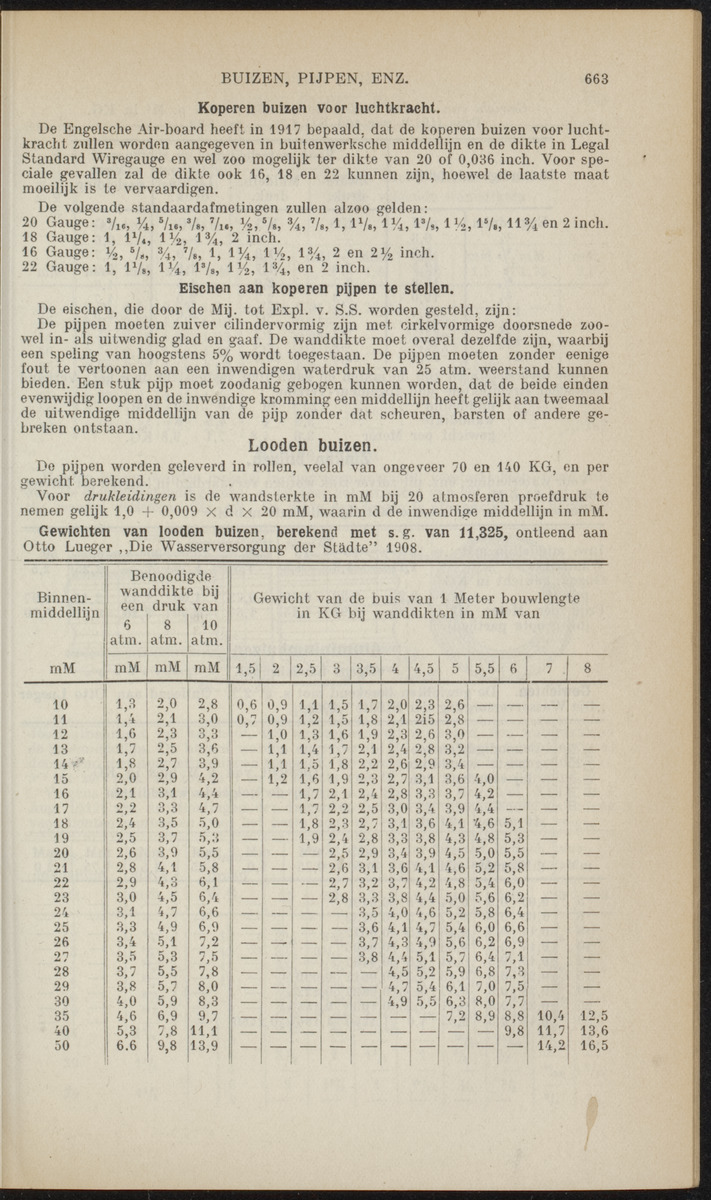 BUIZEN, PIJPEN, ENZ. 663
Koperen buizen voor luchtkracht.
De Engelsche Air-board heeft in 1917 bepaald, dat de koperen buizen voor lucht-
kracht zullen worden aangegeven in buitenwerksche middellijn en de dikte in Legal
Standard Wiregauge en wel zoo mogelijk ter dikte van 20 of 0,036 inch. Voor spe-
ciale gevallen zal de dikte ook 16, 18 en 22 kunnen zijn, hoewel de laatste maat
moeilijk is te vervaardigen.
De volgende standaardafmetingen zullen alzoo gelden:
20 Gauge: ³/₁₆, ¼, ⁵/₁₆, ³/₈, ⁷/₁₆, ½, ⁵/₈, ¾, ⁷/₈, 1, 1¹/₈, 1¼, 1³/₈, 1½, 1⁵/₈, 11¾ en 2 inch.
18 Gauge: 1, 1¹/₄, 1½, 1¾, 2 inch.
16 Gauge: ½, ⁵/₈, ¾, ⁷/₈, 1, 1¼, 1½, 1¾, 2 en 2½ inch.
22 Gauge: 1, 1¹/₈, 1¼, 1³/₈, 1½, 1¾, en 2 inch.
Eischen aan koperen pijpen te stellen.
De eischen, die door de Mij. tot Expl. v. S.S. worden gesteld, zijn:
De pijpen moeten zuiver cilindervormig zijn met cirkelvormige doorsnede zoo-
wel in- als uitwendig glad en gaaf. De wanddikte moet overal dezelfde zijn, waarbij
een speling van hoogstens 5% wordt toegestaan. De pijpen moeten zonder eenige
fout te vertoonen aan een inwendigen waterdruk van 25 atm. weerstand kunnen
bieden. Een stuk pijp moet zoodanig gebogen kunnen worden, dat de beide einden
evenwijdig loopen en de inwendige kromming een middellijn heeft gelijk aan tweemaal
de uitwendige middellijn van de pijp zonder dat scheuren, barsten of andere ge-
breken ontstaan.
Looden buizen.
De pijpen worden geleverd in rollen, veelal van ongeveer 70 en 140 KG, en per
gewicht berekend.
Voor drukleidingen is de wandsterkte in mM bij 20 atmosferen proefdruk te
nemen gelijk 1,0 + 0,009 × d × 20 mM, waarin d de inwendige middellijn in mM.
Gewichten van looden buizen, berekend met s.g. van 11,325, ontleend aan
Otto Lueger ,,Die Wasserversorgung der Städte" 1908.
Binnen-
middellijn
Benoodigde
wanddikte bij
een druk van
Gewicht van de buis van 1 Meter bouwlengte
in KG bij wanddikten in mM van
6 8 10
atm. atm. atm.
mM mM mM mM 1,5 2 2,5 3 3,5 4 4,5 5 5,5 6 7 8
10 1,3 2,0 2,8 0,6 0,9 1,1 1,5 1,7 2,0 2,3 2,6 — — — —
11 1,4 2,1 3,0 0,7 0,9 1,2 1,5 1,8 2,1 2i5 2,8 — — — —
12 1,6 2,3 3,3 — 1,0 1,3 1,6 1,9 2,3 2,6 3,0 — — — —
13 1,7 2,5 3,6 — 1,1 1,4 1,7 2,1 2,4 2,8 3,2 — — — —
14 1,8 2,7 3,9 — 1,1 1,5 1,8 2,2 2,6 2,9 3,4 — — — —
15 2,0 2,9 4,2 — 1,2 1,6 1,9 2,3 2,7 3,1 3,6 4,0 — — —
16 2,1 3,1 4,4 — — 1,7 2,1 2,4 2,8 3,3 3,7 4,2 — — —
17 2,2 3,3 4,7 — — 1,7 2,2 2,5 3,0 3,4 3,9 4,4 — — —
18 2,4 3,5 5,0 — — 1,8 2,3 2,7 3,1 3,6 4,1 4,6 5,1 — —
19 2,5 3,7 5,3 — — 1,9 2,4 2,8 3,3 3,8 4,3 4,8 5,3 — —
20 2,6 3,9 5,5 — — — 2,5 2,9 3,4 3,9 4,5 5,0 5,5 — —
21 2,8 4,1 5,8 — — — 2,6 3,1 3,6 4,1 4,6 5,2 5,8 — —
22 2,9 4,3 6,1 — — — 2,7 3,2 3,7 4,2 4,8 5,4 6,0 — —
23 3,0 4,5 6,4 — — — 2,8 3,3 3,8 4,4 5,0 5,6 6,2 — —
24 3,1 4,7 6,6 — — — — 3,5 4,0 4,6 5,2 5,8 6,4 — —
25 3,3 4,9 6,9 — — — — 3,6 4,1 4,7 5,4 6,0 6,6 — —
26 3,4 5,1 7,2 — — — — 3,7 4,3 4,9 5,6 6,2 6,9 — —
27 3,5 5,3 7,5 — — — — 3,8 4,4 5,1 5,7 6,4 7,1 — —
28 3,7 5,5 7,8 — — — — — 4,5 5,2 5,9 6,8 7,3 — —
29 3,8 5,7 8,0 — — — — — 4,7 5,4 6,1 7,0 7,5 — —
30 4,0 5,9 8,3 — — — — — 4,9 5,5 6,3 8,0 7,7 — —
35 4,6 6,9 9,7 — — — — — — — 7,2 8,9 8,8 10,4 12,5
40 5,3 7,8 11,1 — — — — — — — — — 9,8 11,7 13,6
50 6.6 9,8 13,9 — — — — — — — — — — 14,2 16,5